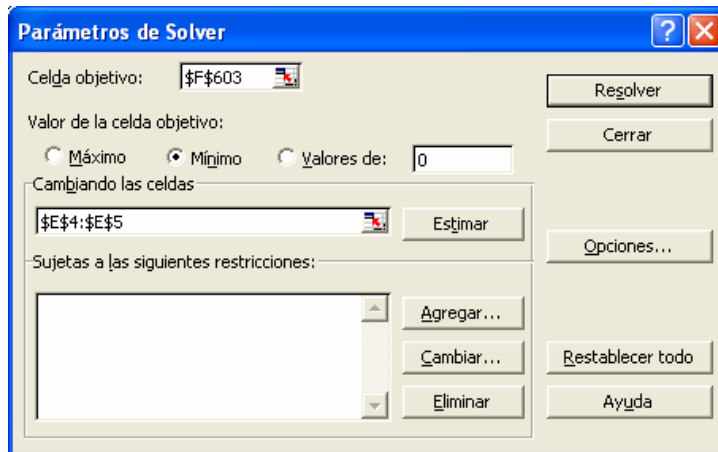 Parámetros de Solver
Celda objetivo: $F$603
Resolver
Valor de la celda objetivo:
Cerrar
Máximo Mínimo Valores de: 0
Cambiando las celdas
$E$4:$E$5 Estimar
Opciones...
Sujetas a las siguientes restricciones:
Agregar...
Cambiar... Restablecer todo
Eliminar Ayuda